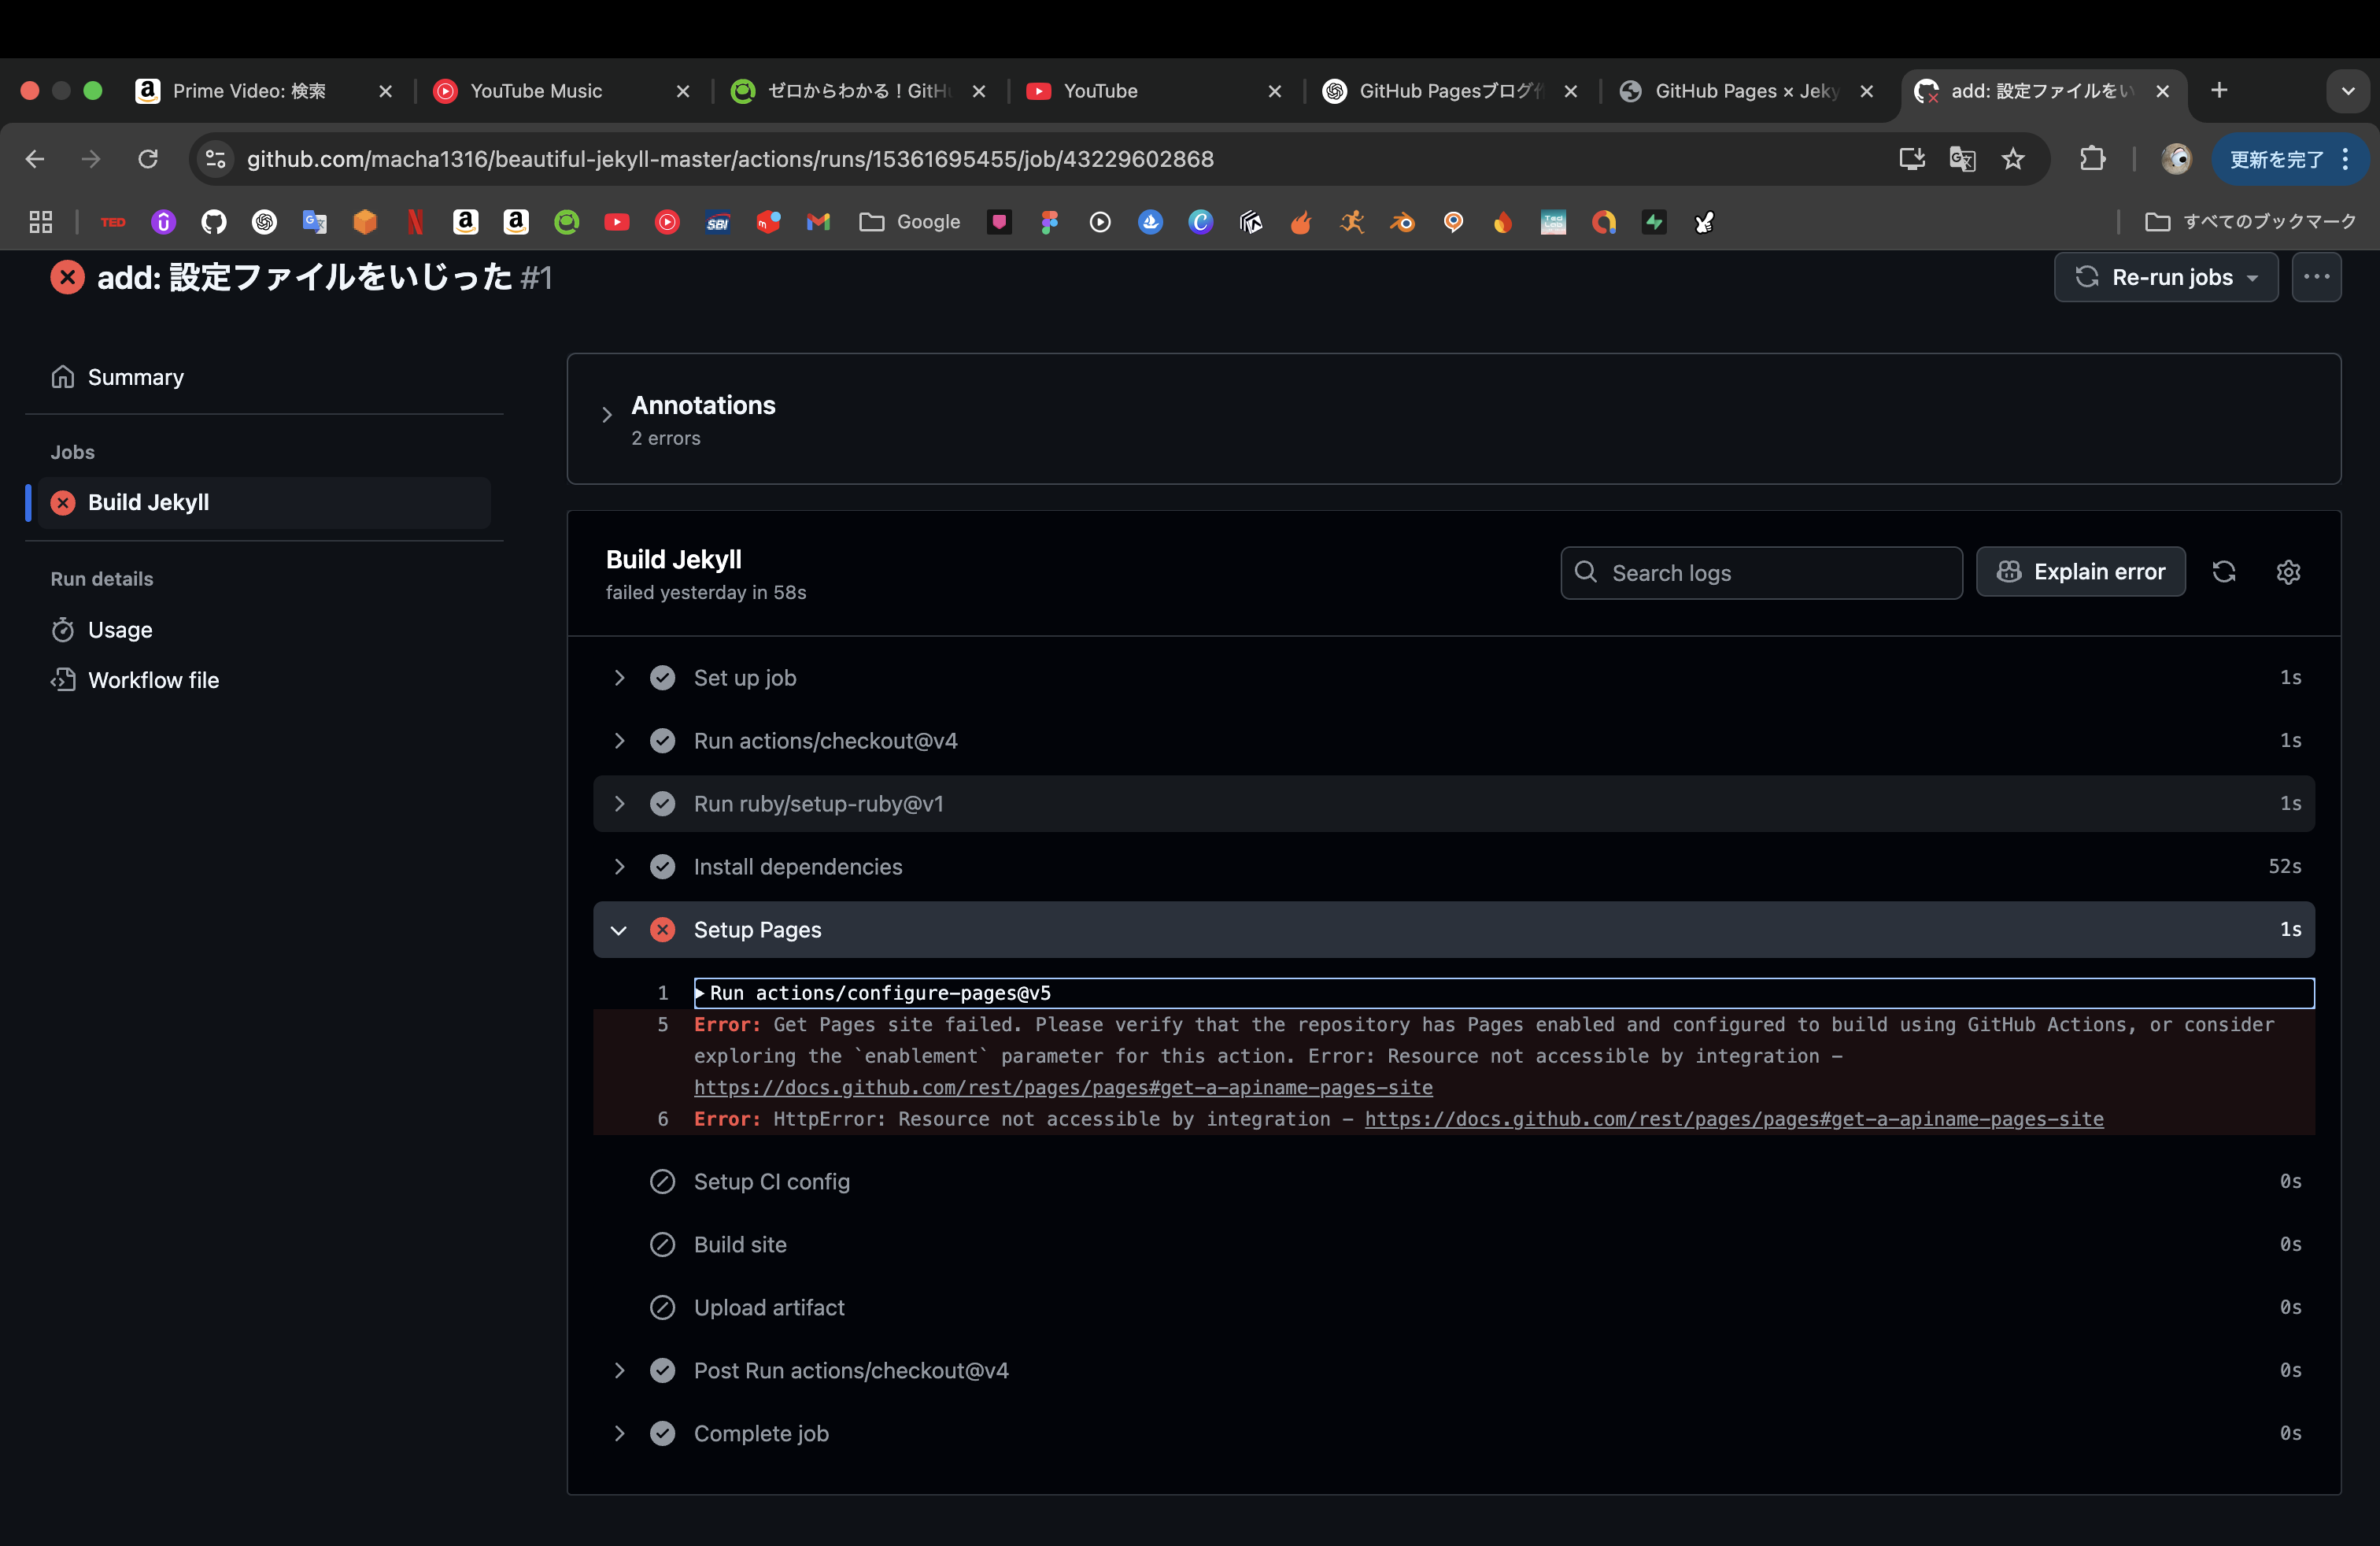 Prime Video: 検索
YouTube Music
ゼロからわかる！GitH
YouTube
GitHub Pagesブログ
GitHub Pages × Jeky
add: 設定ファイルをい
github.com/macha1316/beautiful-jekyll-master/actions/runs/15361695455/job/43229602868
更新を完了
TED
SBI
Google
すべてのブックマーク
add: 設定ファイルをいじった #1
Re-run jobs
Summary
Annotations
2 errors
Jobs
Build Jekyll
Build Jekyll
failed yesterday in 58s
Search logs
Explain error
Run details
Usage
Workflow file
Set up job 1s
Run actions/checkout@v4 1s
Run ruby/setup-ruby@v1 1s
Install dependencies 52s
Setup Pages 1s
1 Run actions/configure-pages@v5
5 Error: Get Pages site failed. Please verify that the repository has Pages enabled and configured to build using GitHub Actions, or consider
exploring the `enablement` parameter for this action. Error: Resource not accessible by integration -
https://docs.github.com/rest/pages/pages#get-a-apiname-pages-site
6 Error: HttpError: Resource not accessible by integration - https://docs.github.com/rest/pages/pages#get-a-apiname-pages-site
Setup CI config 0s
Build site 0s
Upload artifact 0s
Post Run actions/checkout@v4 0s
Complete job 0s